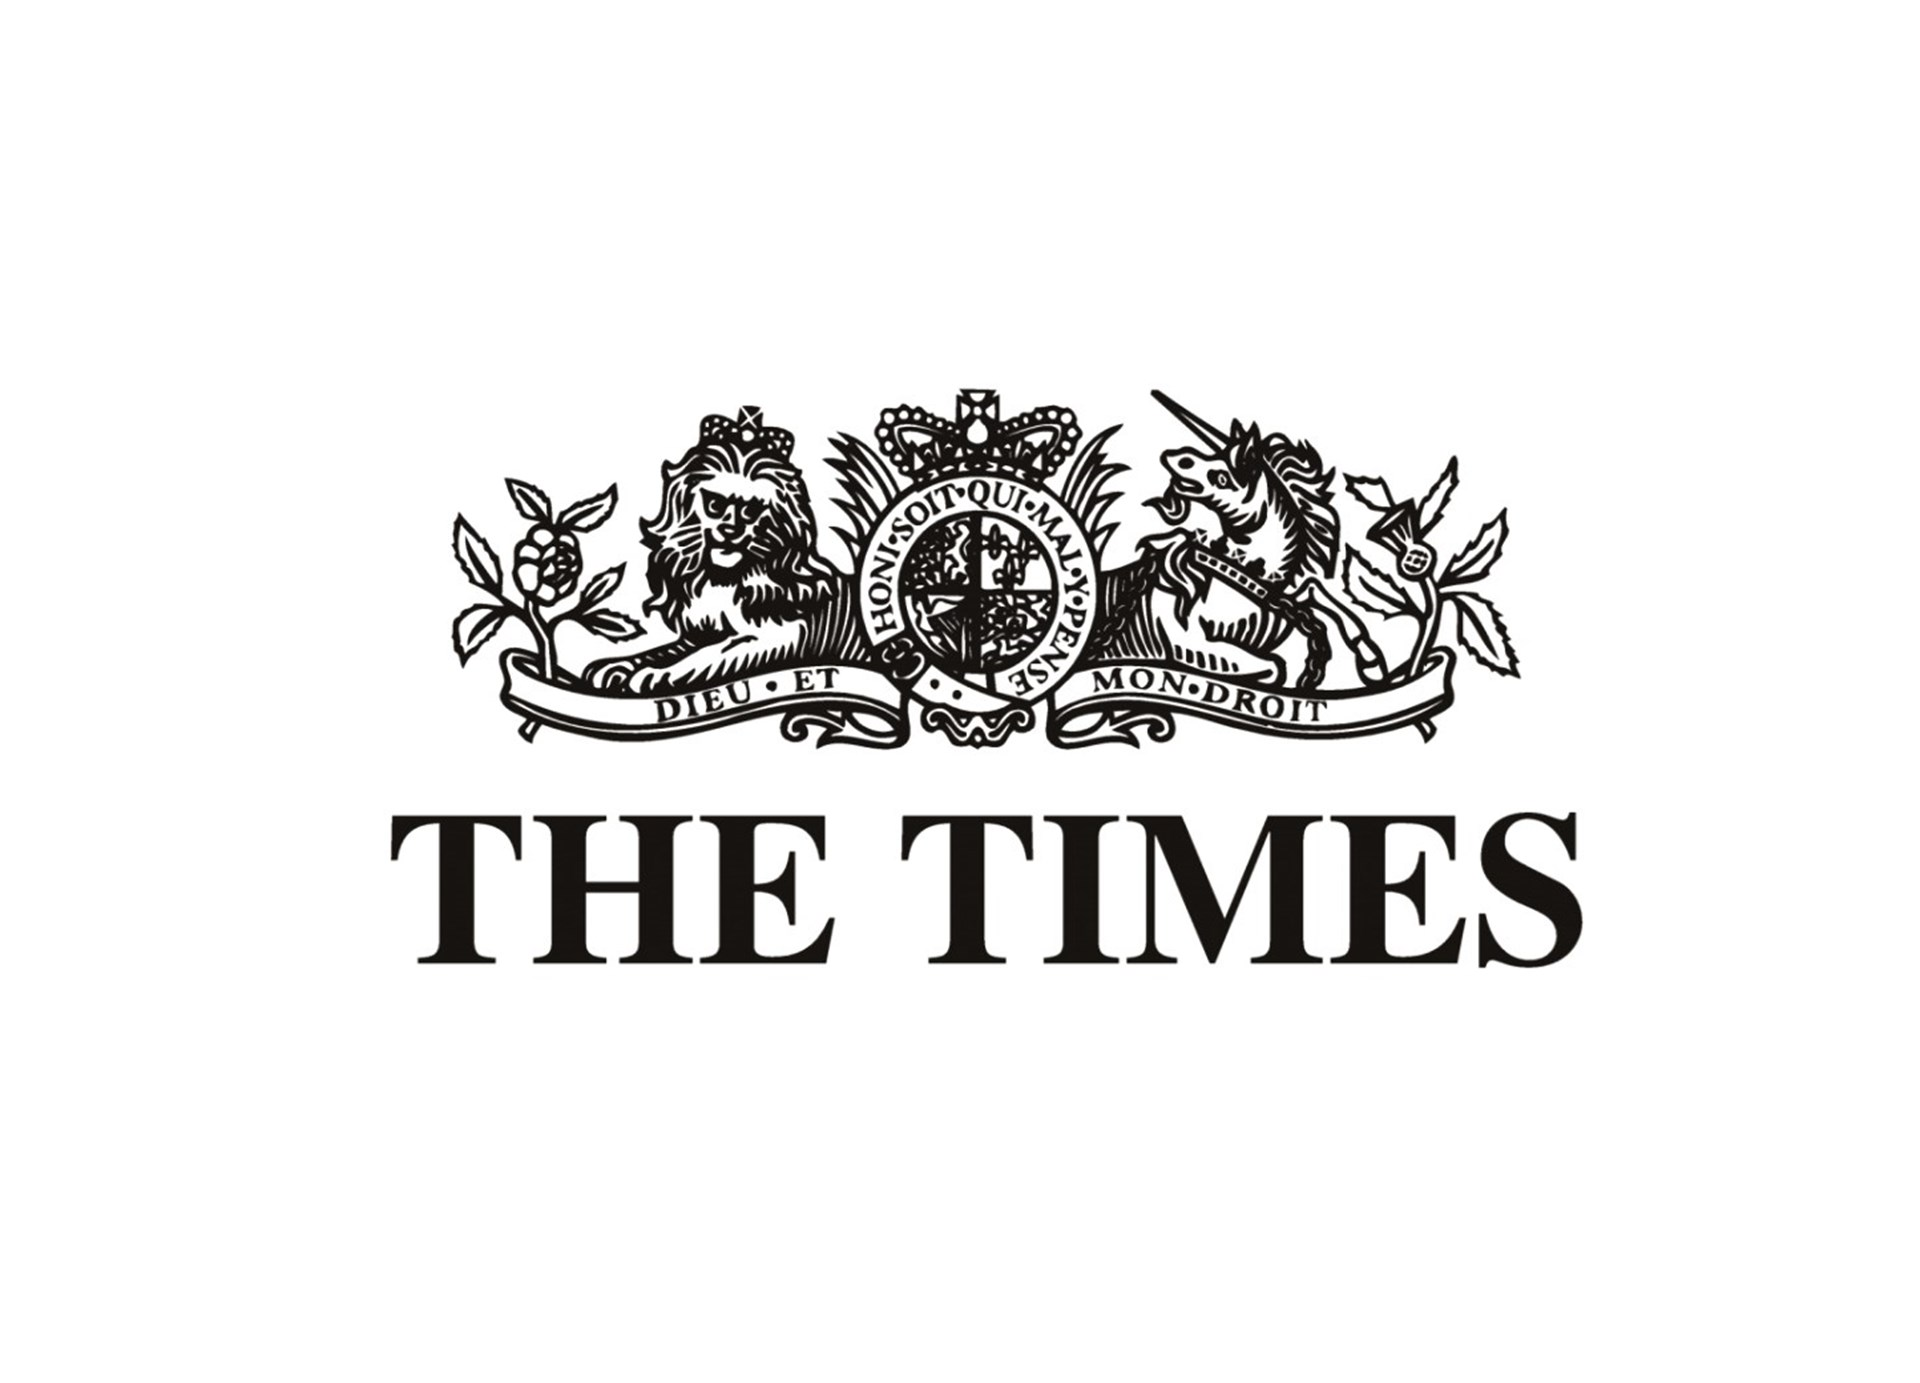 HONI·SOIT·QUI·MAL·Y·PENSE
DIEU · ET MON·DROIT
THE TIMES